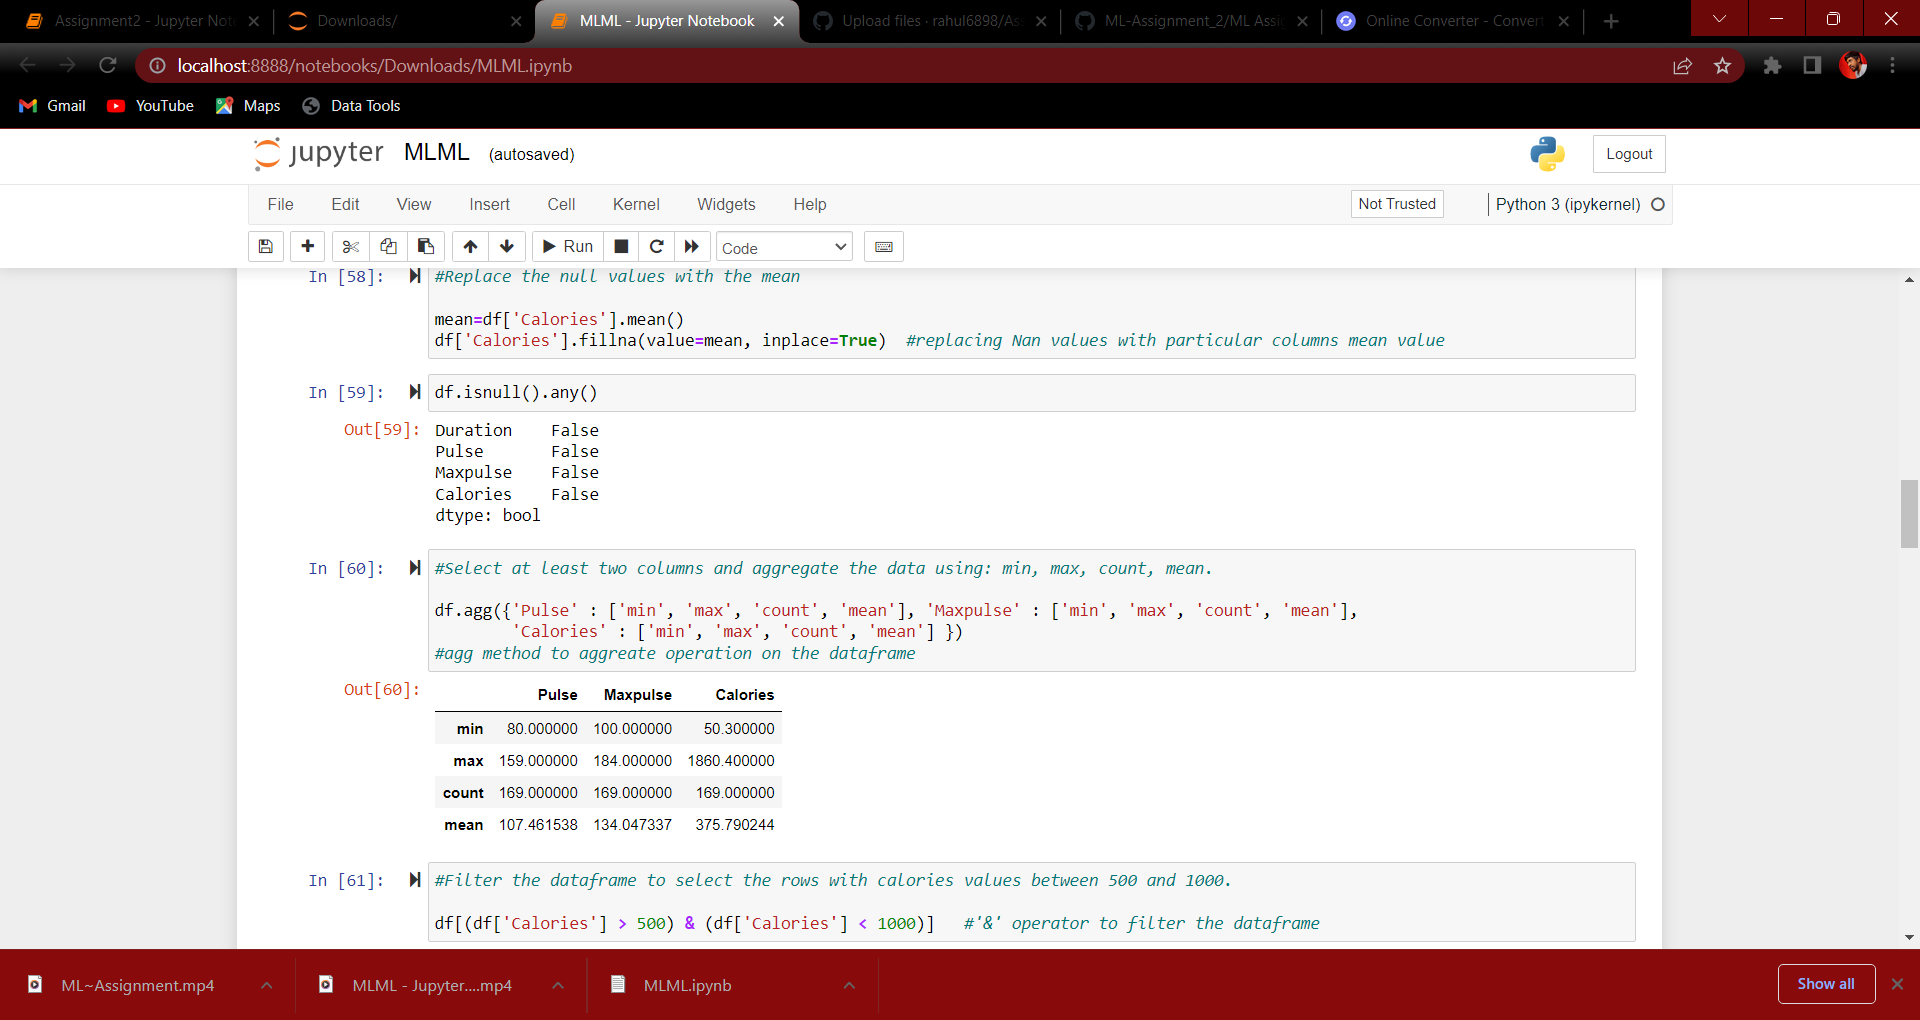 Assignment2 - Jupyter Not
Downloads/
MLML - Jupyter Notebook
Upload files · rahul6898/As
ML-Assignment_2/ML Assi
Online Converter - Convert
localhost:8888/notebooks/Downloads/MLML.ipynb
Gmail YouTube Maps Data Tools
jupyter MLML (autosaved)
Logout
File Edit View Insert Cell Kernel Widgets Help
Not Trusted
Python 3 (ipykernel)
Run
Code
In [58]: #Replace the null values with the mean
mean=df['Calories'].mean()
df['Calories'].fillna(value=mean, inplace=True)  #replacing Nan values with particular columns mean value
In [59]: df.isnull().any()
Out[59]: Duration    False
Pulse       False
Maxpulse    False
Calories    False
dtype: bool
In [60]: #Select at least two columns and aggregate the data using: min, max, count, mean.
df.agg({'Pulse' : ['min', 'max', 'count', 'mean'], 'Maxpulse' : ['min', 'max', 'count', 'mean'],
'Calories' : ['min', 'max', 'count', 'mean'] })
#agg method to aggreate operation on the dataframe
Out[60]:
Pulse Maxpulse Calories
min 80.000000 100.000000 50.300000
max 159.000000 184.000000 1860.400000
count 169.000000 169.000000 169.000000
mean 107.461538 134.047337 375.790244
In [61]: #Filter the dataframe to select the rows with calories values between 500 and 1000.
df[(df['Calories'] > 500) & (df['Calories'] < 1000)]   #'&' operator to filter the dataframe
ML~Assignment.mp4
MLML - Jupyter....mp4
MLML.ipynb
Show all